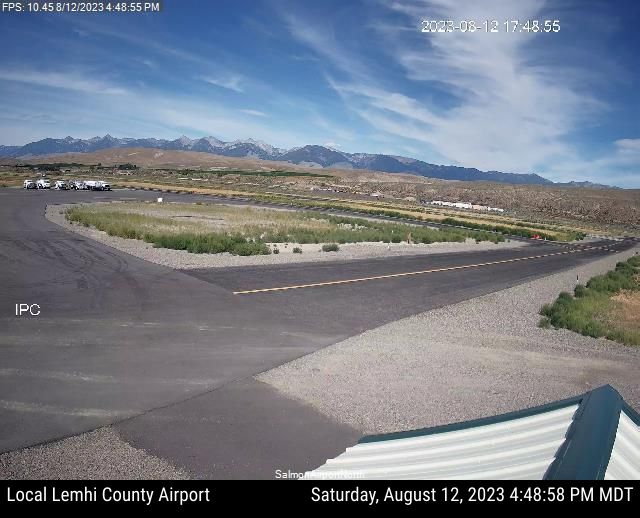 FPS: 10.45 8/12/2023 4:48:55 PM
2023-08-12 17:48:55
IPC
SalmonAirportNorth
Local Lemhi County Airport
Saturday, August 12, 2023 4:48:58 PM MDT